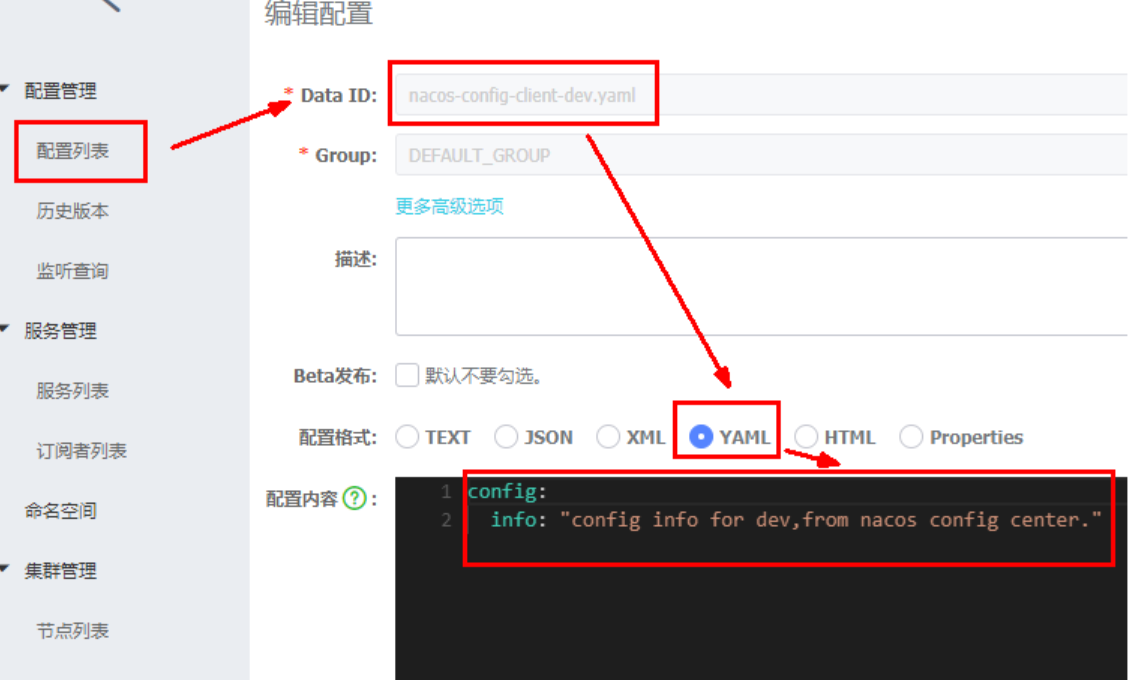 编辑配置
配置管理
配置列表
历史版本
监听查询
服务管理
服务列表
订阅者列表
命名空间
集群管理
节点列表
* Data ID: nacos-config-client-dev.yaml
* Group: DEFAULT_GROUP
更多高级选项
描述:
Beta发布: 默认不要勾选。
配置格式: TEXT JSON XML YAML HTML Properties
配置内容 ? :
1 config:
2 info: "config info for dev,from nacos config center."